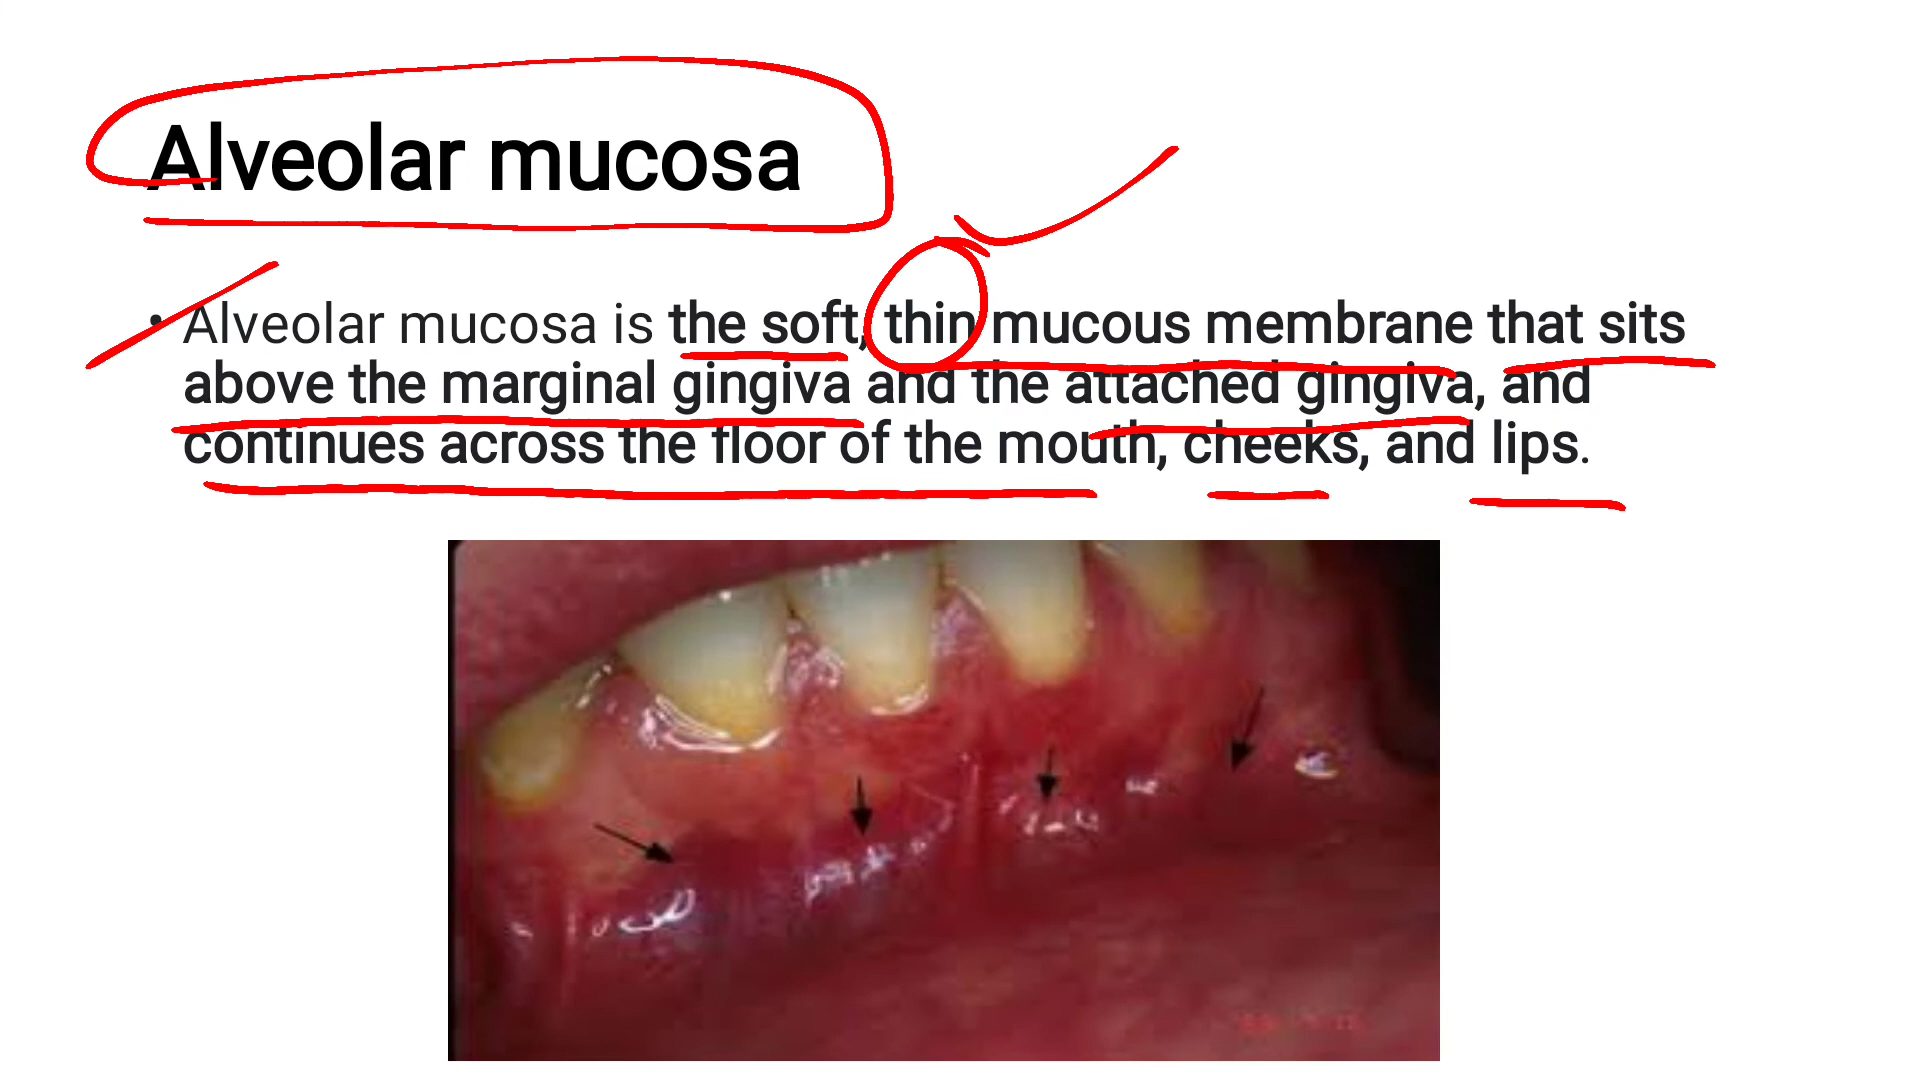 Alveolar mucosa
• Alveolar mucosa is the soft, thin mucous membrane that sits
above the marginal gingiva and the attached gingiva, and
continues across the floor of the mouth, cheeks, and lips.